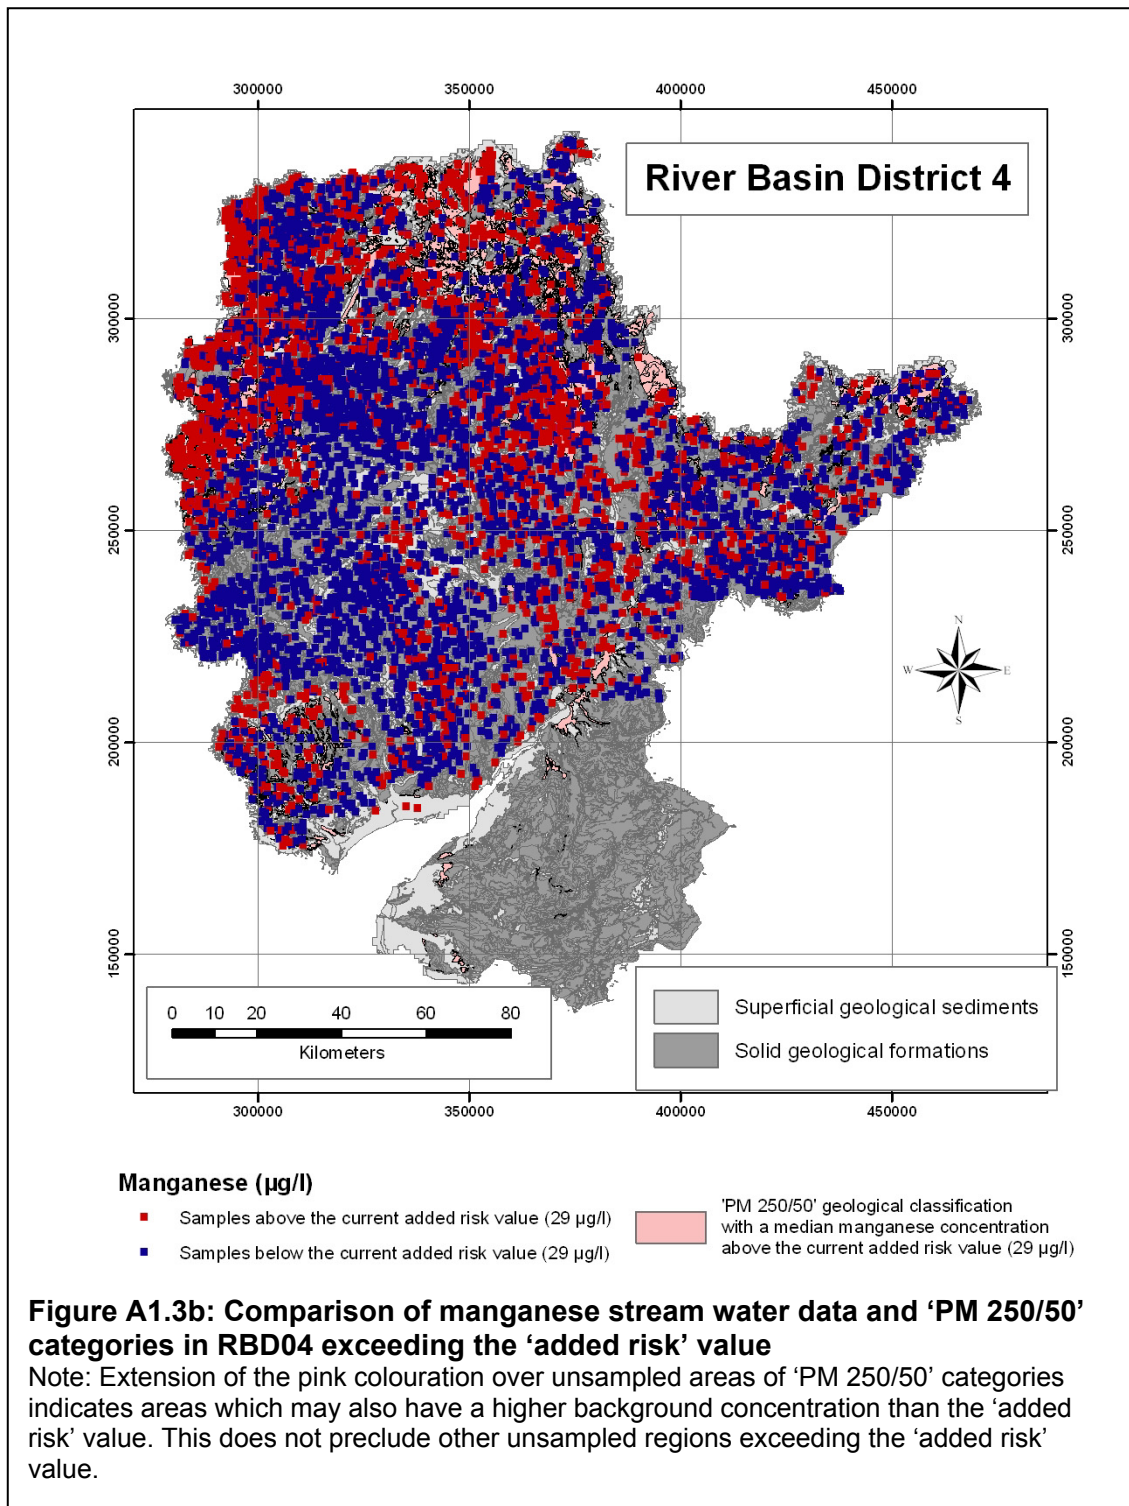 300000 350000 400000 450000
River Basin District 4
300000 300000
250000 250000
N
W E
S
200000 200000
150000 150000
0 10 20 40 60 80
Kilometers
Superficial geological sediments
Solid geological formations
300000 350000 400000 450000
Manganese (µg/l)
Samples above the current added risk value (29 µg/l)
Samples below the current added risk value (29 µg/l)
'PM 250/50' geological classification
with a median manganese concentration
above the current added risk value (29 µg/l)
Figure A1.3b: Comparison of manganese stream water data and ‘PM 250/50’
categories in RBD04 exceeding the ‘added risk’ value
Note: Extension of the pink colouration over unsampled areas of ‘PM 250/50’ categories
indicates areas which may also have a higher background concentration than the ‘added
risk’ value. This does not preclude other unsampled regions exceeding the ‘added risk’
value.